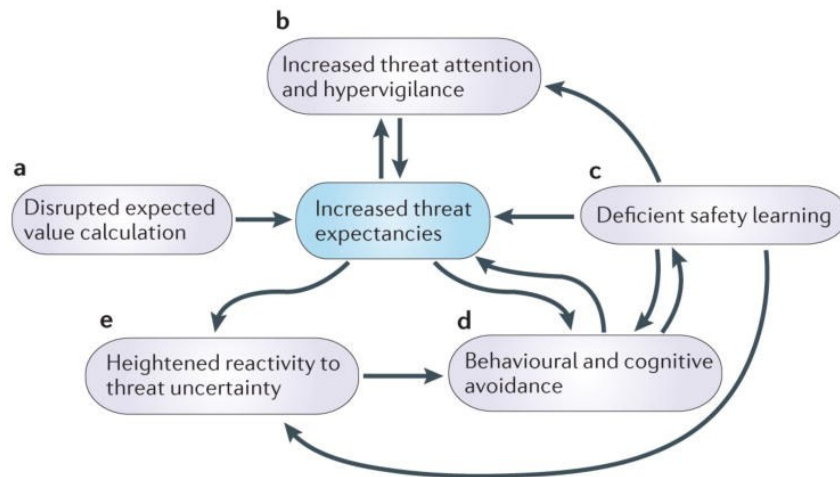 b
Increased threat attention
and hypervigilance
a
Disrupted expected
value calculation
Increased threat
expectancies
c
Deficient safety learning
e
Heightened reactivity to
threat uncertainty
d
Behavioural and cognitive
avoidance